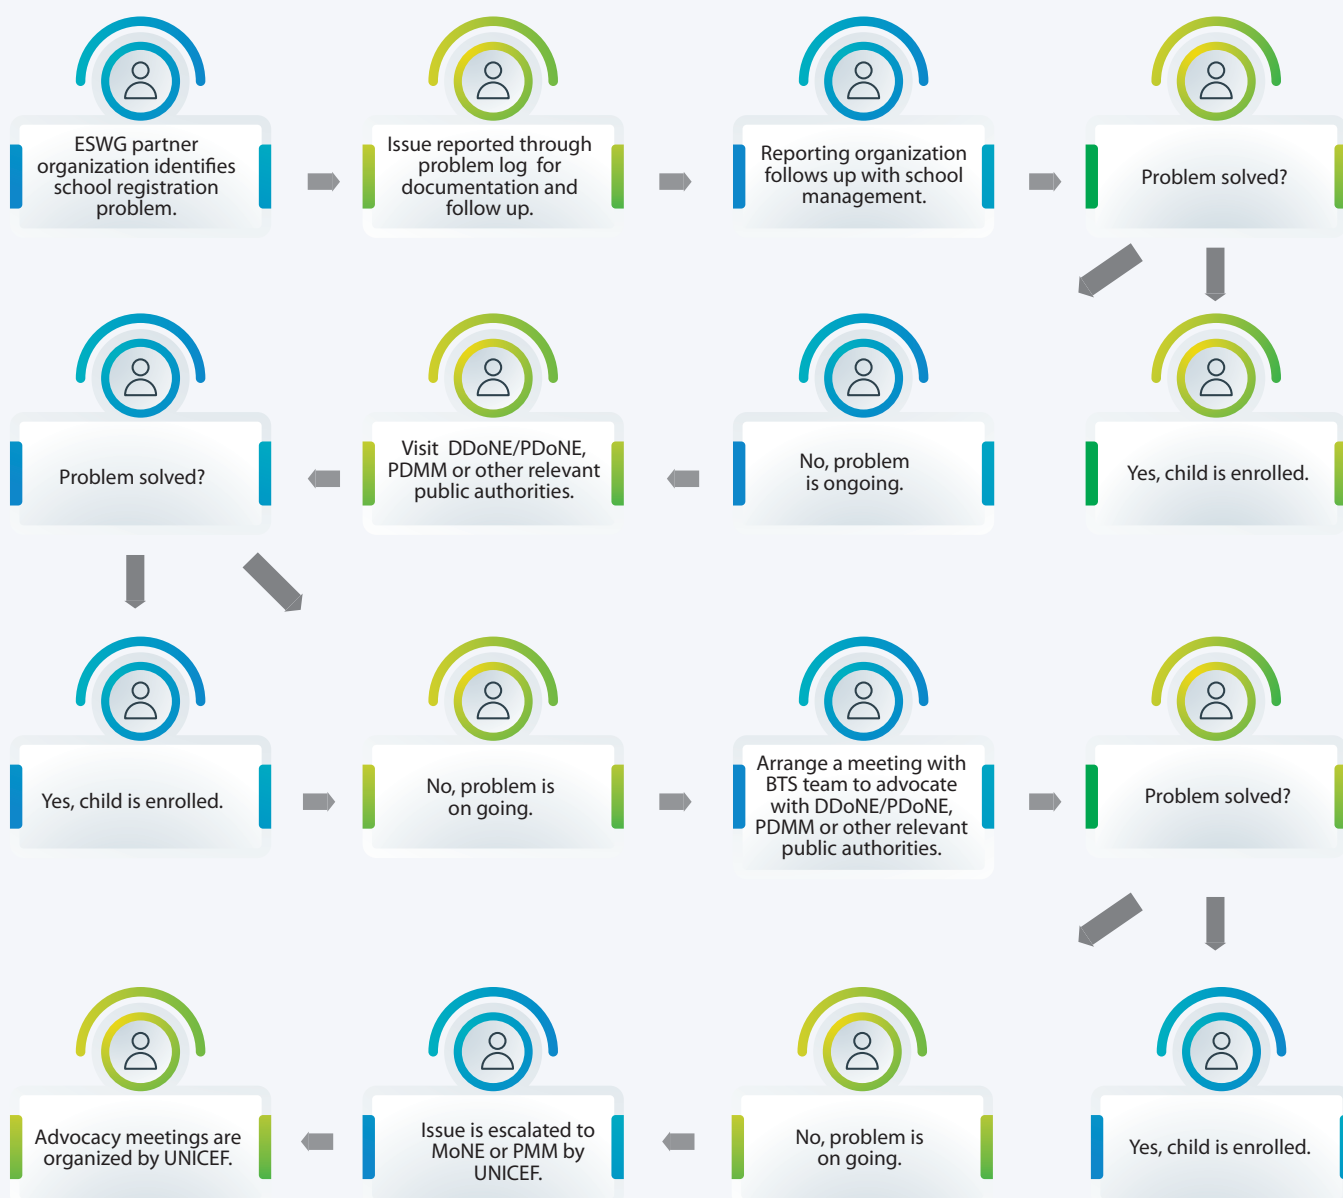 ESWG partner
organization identifies
school registration
problem.
Issue reported through
problem log for
documentation and
follow up.
Reporting organization
follows up with school
management.
Problem solved?
Problem solved?
Visit DDoNE/PDoNE,
PDMM or other relevant
public authorities.
No, problem
is ongoing.
Yes, child is enrolled.
Yes, child is enrolled.
No, problem is
on going.
Arrange a meeting with
BTS team to advocate
with DDoNE/PDoNE,
PDMM or other relevant
public authorities.
Problem solved?
Advocacy meetings are
organized by UNICEF.
Issue is escalated to
MoNE or PMM by
UNICEF.
No, problem is
on going.
Yes, child is enrolled.